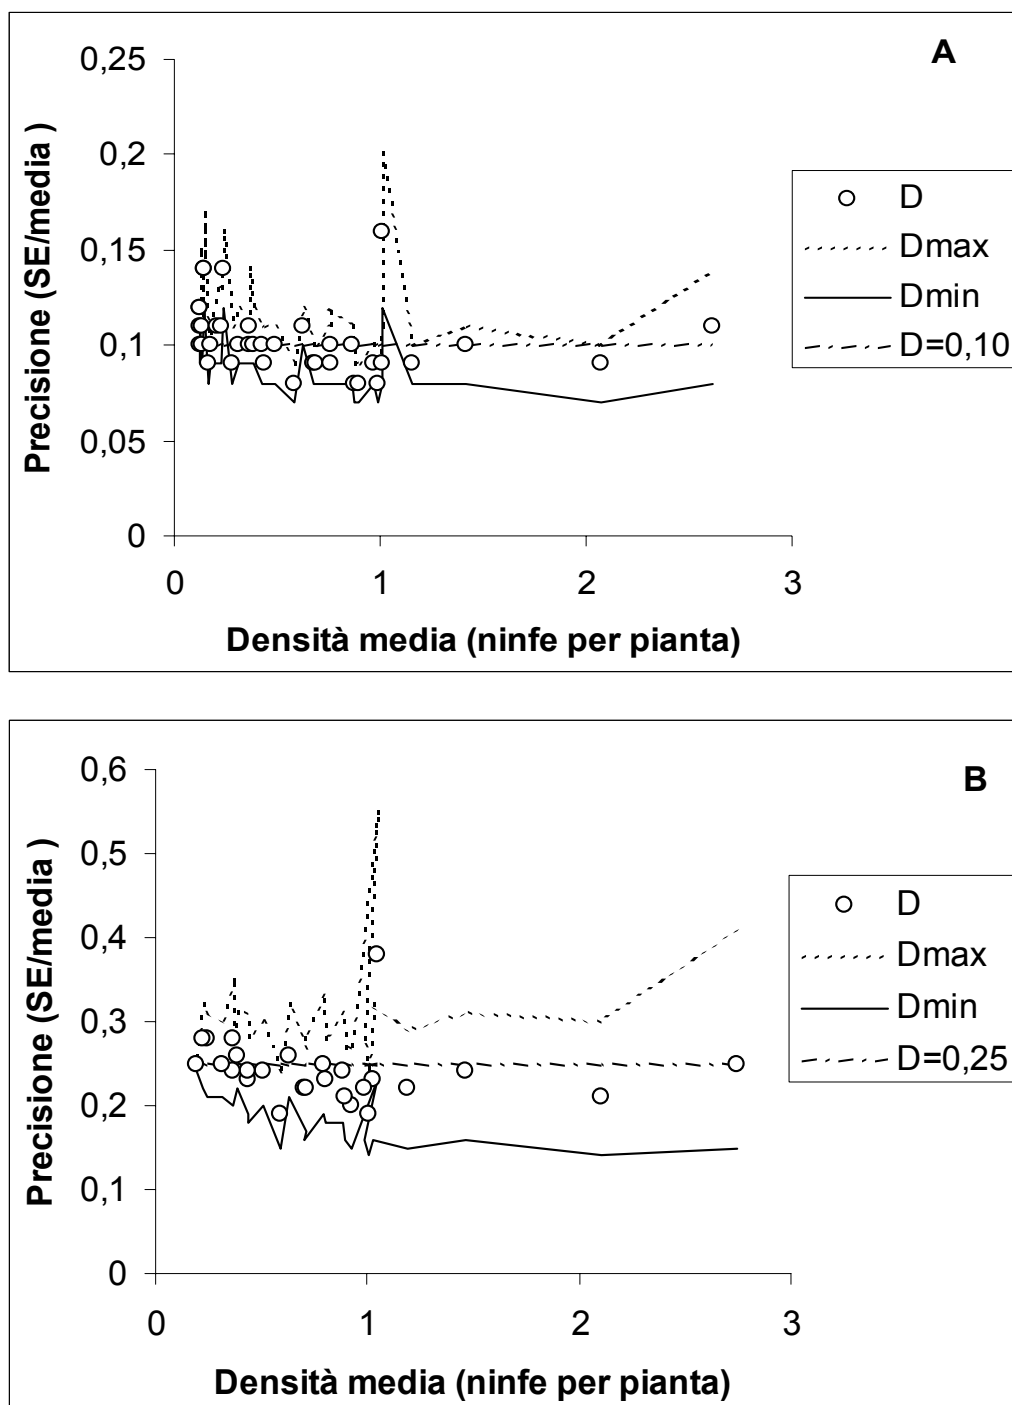 A
0,25
0,2
0,15
0,1
0,05
0
Precisione (SE/media )
0
1
2
3
Densità media (ninfe per pianta)
D
Dmax
Dmin
D=0,10
B
0,6
0,5
0,4
0,3
0,2
0,1
0
Precisione (SE/media )
0
1
2
3
Densità media (ninfe per pianta)
D
Dmax
Dmin
D=0,25